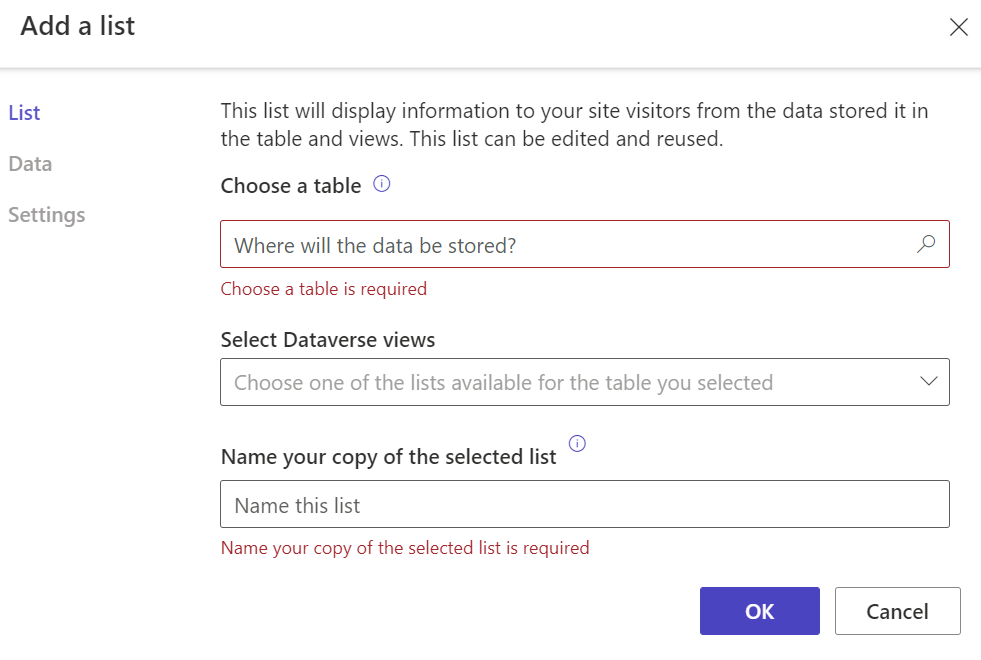 Add a list
List
Data
Settings
This list will display information to your site visitors from the data stored it in
the table and views. This list can be edited and reused.
Choose a table
Where will the data be stored?
Choose a table is required
Select Dataverse views
Choose one of the lists available for the table you selected
Name your copy of the selected list
Name this list
Name your copy of the selected list is required
OK
Cancel